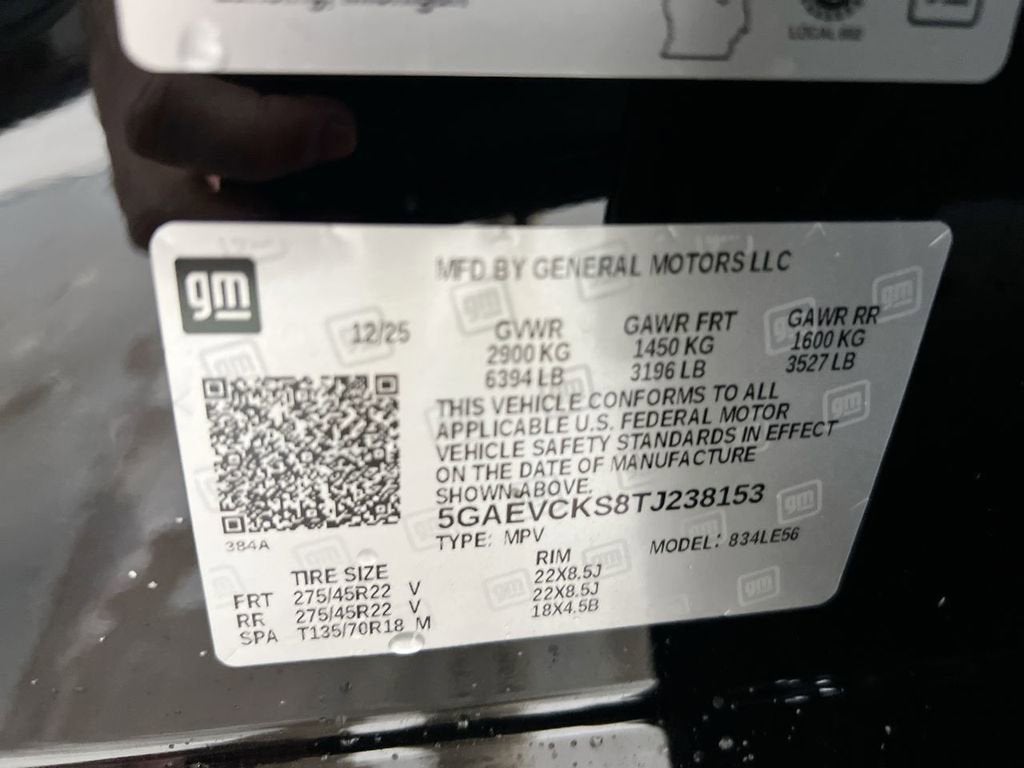 LOCAL 602
gm
MFD BY GENERAL MOTORS LLC
12/25
GVWR GAWR FRT GAWR RR
2900 KG 1450 KG 1600 KG
6394 LB 3196 LB 3527 LB
THIS VEHICLE CONFORMS TO ALL
APPLICABLE U.S. FEDERAL MOTOR
VEHICLE SAFETY STANDARDS IN EFFECT
ON THE DATE OF MANUFACTURE
SHOWN ABOVE.
5GAEVCKS8TJ238153
TYPE: MPV MODEL: 834LE56
384A
TIRE SIZE RIM
FRT 275/45R22 V 22X8.5J
RR 275/45R22 V 22X8.5J
SPA T135/70R18 M 18X4.5B